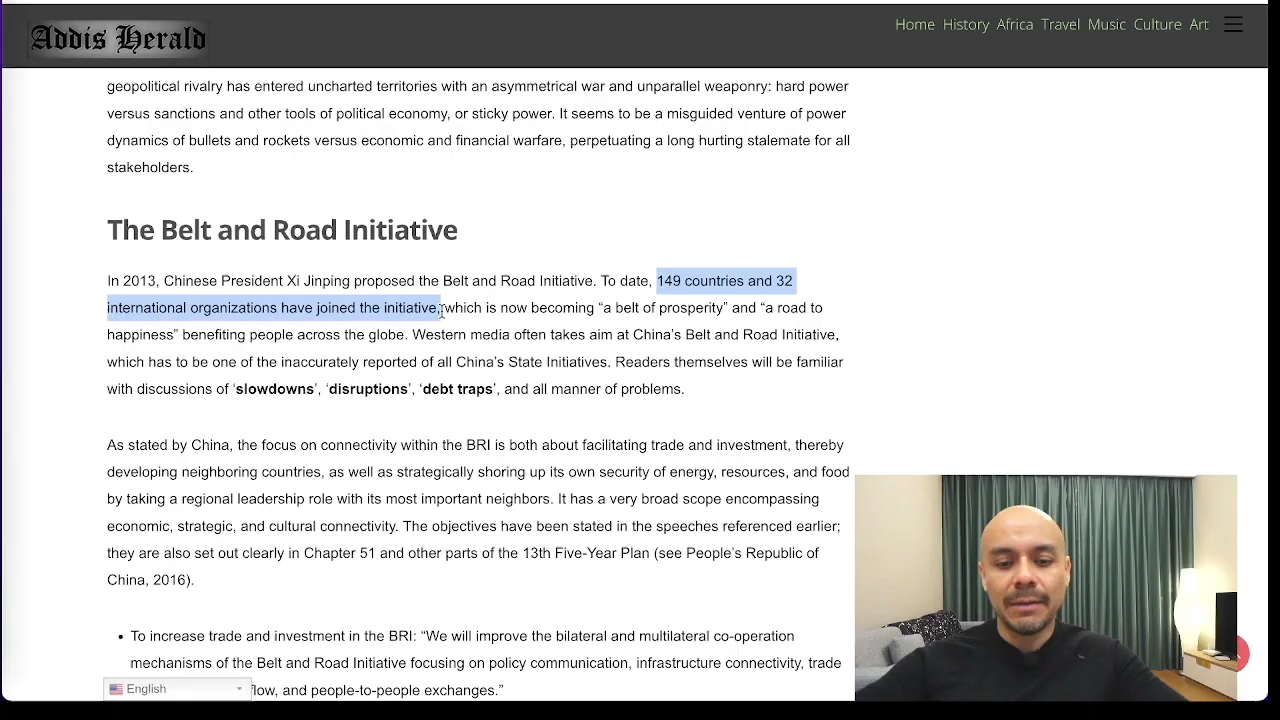 Addis Herald
Home History Africa Travel Music Culture Art
geopolitical rivalry has entered uncharted territories with an asymmetrical war and unparallel weaponry: hard power
versus sanctions and other tools of political economy, or sticky power. It seems to be a misguided venture of power
dynamics of bullets and rockets versus economic and financial warfare, perpetuating a long hurting stalemate for all
stakeholders.
The Belt and Road Initiative
In 2013, Chinese President Xi Jinping proposed the Belt and Road Initiative. To date, 149 countries and 32
international organizations have joined the initiative, which is now becoming “a belt of prosperity” and “a road to
happiness” benefiting people across the globe. Western media often takes aim at China’s Belt and Road Initiative,
which has to be one of the inaccurately reported of all China’s State Initiatives. Readers themselves will be familiar
with discussions of ‘slowdowns’, ‘disruptions’, ‘debt traps’, and all manner of problems.
As stated by China, the focus on connectivity within the BRI is both about facilitating trade and investment, thereby
developing neighboring countries, as well as strategically shoring up its own security of energy, resources, and food
by taking a regional leadership role with its most important neighbors. It has a very broad scope encompassing
economic, strategic, and cultural connectivity. The objectives have been stated in the speeches referenced earlier;
they are also set out clearly in Chapter 51 and other parts of the 13th Five-Year Plan (see People’s Republic of
China, 2016).
• To increase trade and investment in the BRI: “We will improve the bilateral and multilateral co-operation
mechanisms of the Belt and Road Initiative focusing on policy communication, infrastructure connectivity, trade
flow, and people-to-people exchanges.”
English